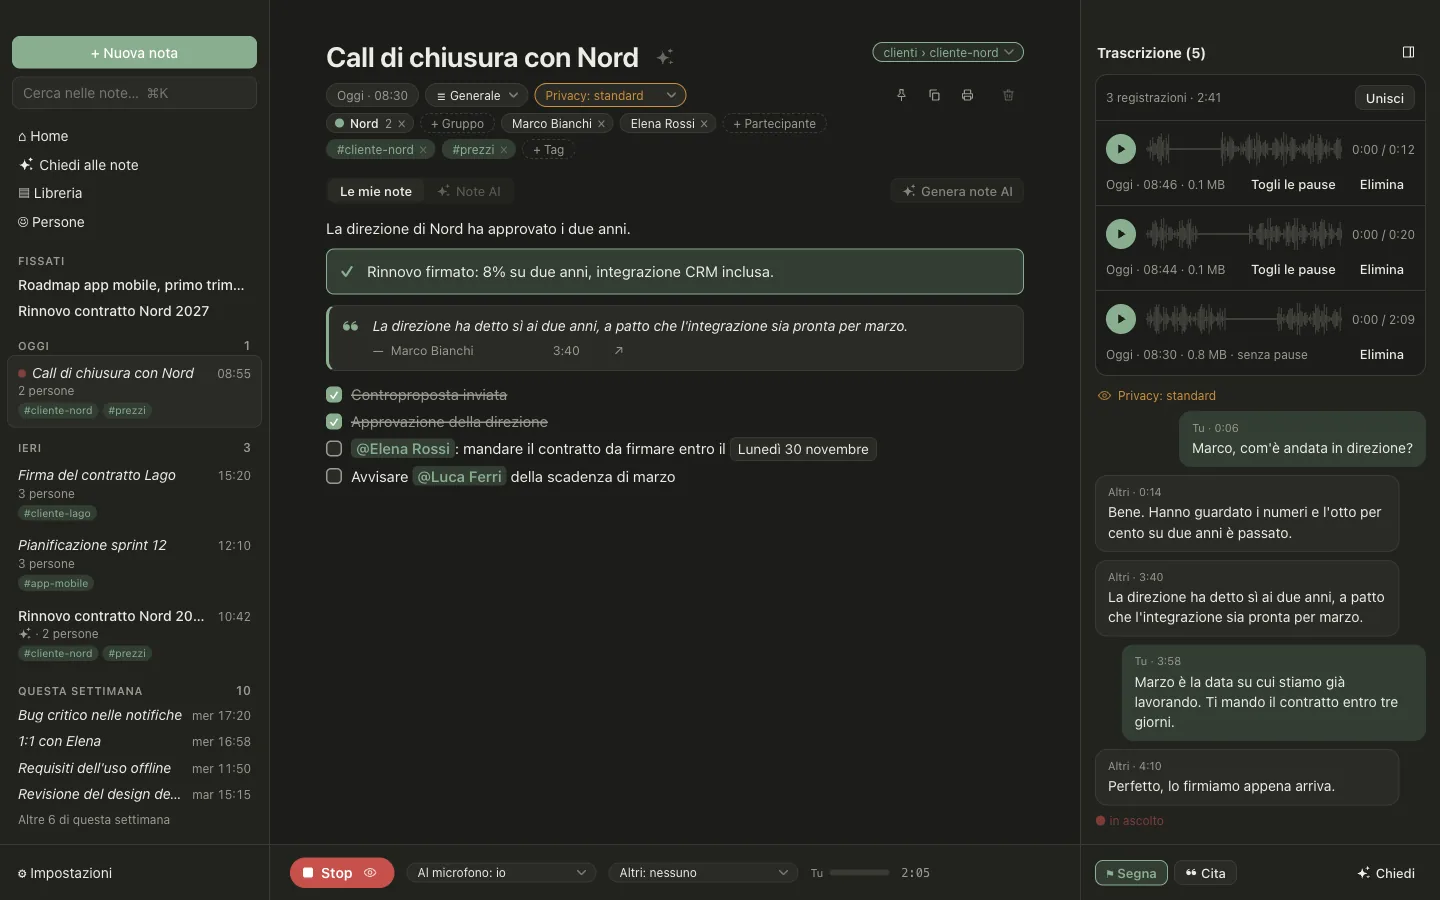 + Nuova nota
Cerca nelle note... ⌘K
Home
Chiedi alle note
Libreria
Persone
FISSATI
Roadmap app mobile, primo trim...
Rinnovo contratto Nord 2027
OGGI 1
Call di chiusura con Nord 08:55
2 persone
#cliente-nord #prezzi
IERI 3
Firma del contratto Lago 15:20
3 persone
#cliente-lago
Pianificazione sprint 12 12:10
3 persone
#app-mobile
Rinnovo contratto Nord 20... 10:42
· 2 persone
#cliente-nord #prezzi
QUESTA SETTIMANA 10
Bug critico nelle notifiche mer 17:20
1:1 con Elena mer 16:58
Requisiti dell'uso offline mer 11:50
Revisione del design de... mar 15:15
Altre 6 di questa settimana
Impostazioni
Call di chiusura con Nord
clienti › cliente-nord
Oggi · 08:30 Generale Privacy: standard
Nord 2 × + Gruppo Marco Bianchi × Elena Rossi × + Partecipante
#cliente-nord × #prezzi × + Tag
Le mie note Note AI Genera note AI
La direzione di Nord ha approvato i due anni.
Rinnovo firmato: 8% su due anni, integrazione CRM inclusa.
La direzione ha detto sì ai due anni, a patto che l'integrazione sia pronta per marzo.
— Marco Bianchi 3:40 ↗
Controproposta inviata
Approvazione della direzione
@Elena Rossi: mandare il contratto da firmare entro il Lunedì 30 novembre
Avvisare @Luca Ferri della scadenza di marzo
Stop Al microfono: io Altri: nessuno Tu 2:05
Trascrizione (5)
3 registrazioni · 2:41 Unisci
0:00 / 0:12
Oggi · 08:46 · 0.1 MB Togli le pause Elimina
0:00 / 0:20
Oggi · 08:44 · 0.1 MB Togli le pause Elimina
0:00 / 2:09
Oggi · 08:30 · 0.8 MB · senza pause Elimina
Privacy: standard
Tu · 0:06
Marco, com'è andata in direzione?
Altri · 0:14
Bene. Hanno guardato i numeri e l'otto per
cento su due anni è passato.
Altri · 3:40
La direzione ha detto sì ai due anni, a patto
che l'integrazione sia pronta per marzo.
Tu · 3:58
Marzo è la data su cui stiamo già
lavorando. Ti mando il contratto entro tre
giorni.
Altri · 4:10
Perfetto, lo firmiamo appena arriva.
in ascolto
Segna Cita Chiedi